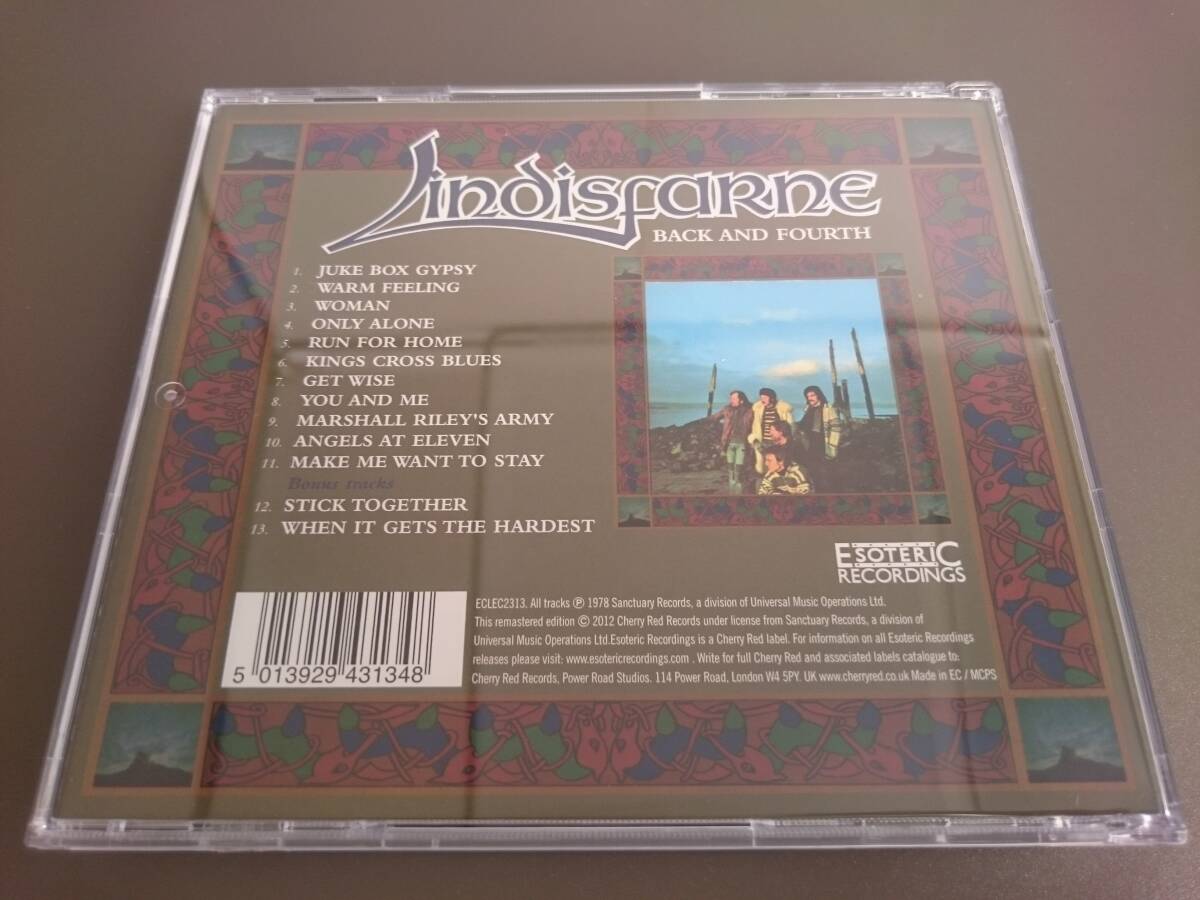 Lindisfarne
BACK AND FOURTH
1. JUKE BOX GYPSY
2. WARM FEELING
3. WOMAN
4. ONLY ALONE
5. RUN FOR HOME
6. KINGS CROSS BLUES
7. GET WISE
8. YOU AND ME
9. MARSHALL RILEY'S ARMY
10. ANGELS AT ELEVEN
11. MAKE ME WANT TO STAY
Bonus tracks
12. STICK TOGETHER
13. WHEN IT GETS THE HARDEST
ESOTERIC
RECORDINGS
ECLEC2313. All tracks ℗ 1978 Sanctuary Records, a division of Universal Music Operations Ltd.
This remastered edition © 2012 Cherry Red Records under license from Sanctuary Records, a division of
Universal Music Operations Ltd.Esoteric Recordings is a Cherry Red label. For information on all Esoteric Recordings
releases please visit: www.esotericrecordings.com . Write for full Cherry Red and associated labels catalogue to:
Cherry Red Records, Power Road Studios. 114 Power Road, London W4 5PY. UK www.cherryred.co.uk Made in EC / MCPS
5 013929 431348